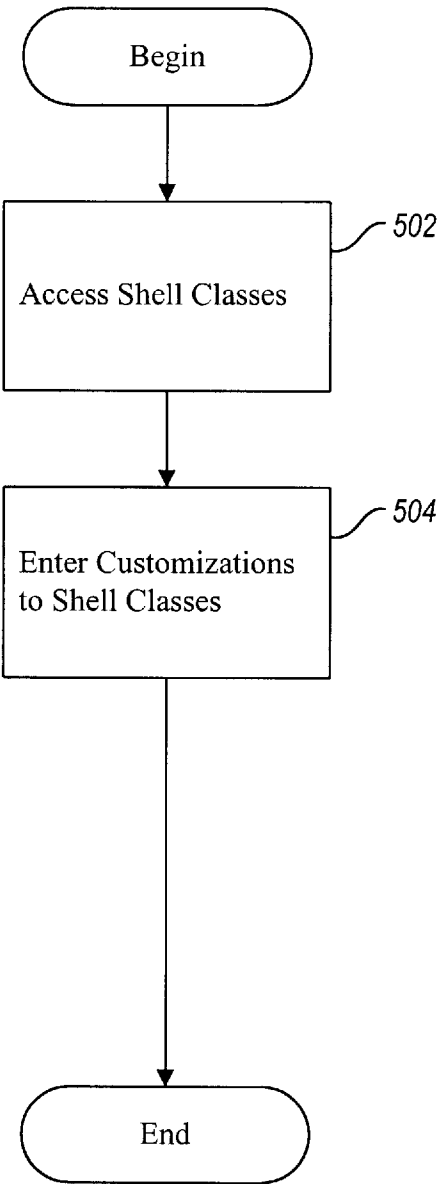 Begin
502
Access Shell Classes
504
Enter Customizations
to Shell Classes
End